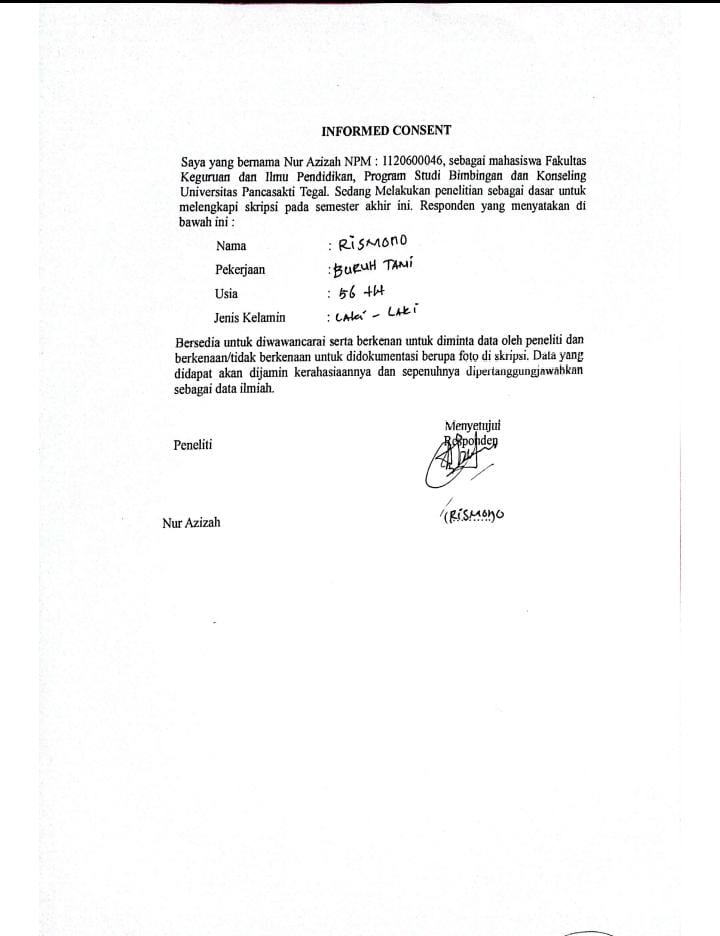 INFORMED CONSENT
Saya yang bernama Nur Azizah NPM : 1120600046, sebagai mahasiswa Fakultas
Keguruan dan Ilmu Pendidikan, Program Studi Bimbingan dan Konseling
Universitas Pancasakti Tegal. Sedang Melakukan penelitian sebagai dasar untuk
melengkapi skripsi pada semester akhir ini. Responden yang menyatakan di
bawah ini :
Nama : RISMONO
Pekerjaan : BURUH TANI
Usia : 56 tH
Jenis Kelamin : LAKi - LAKi
Bersedia untuk diwawancarai serta berkenan untuk diminta data oleh peneliti dan
berkenaan/tidak berkenaan untuk didokumentasi berupa foto di skripsi. Data yang
didapat akan dijamin kerahasiaannya dan sepenuhnya dipertanggungjawabkan
sebagai data ilmiah.
Menyetujui
Peneliti Responden
Nur Azizah (RISMONO